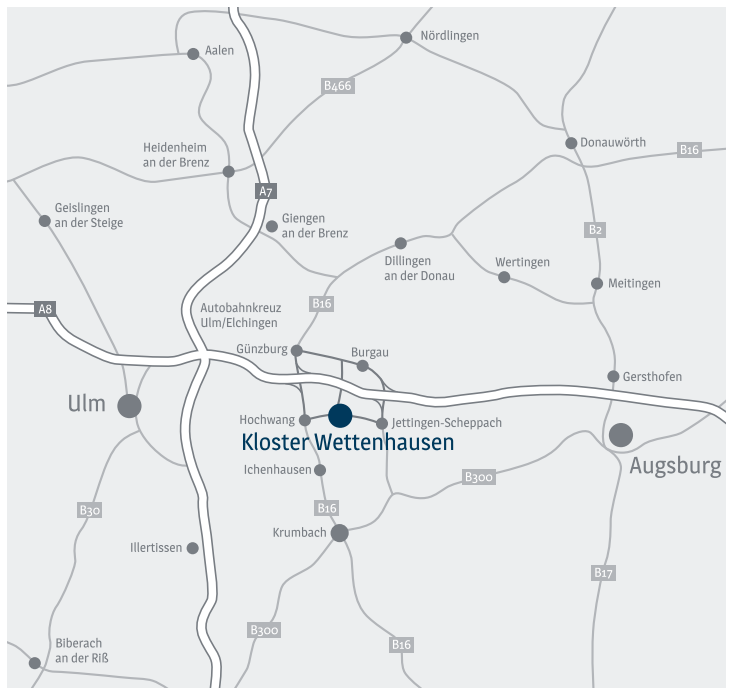 Nördlingen
Aalen
B466
Heidenheim
an der Brenz
Donauwörth
B16
A7
Geislingen
an der Steige
Giengen
an der Brenz
B2
Dillingen
an der Donau
Wertingen
Meitingen
B16
A8
Autobahnkreuz
Ulm/Elchingen
Günzburg
Burgau
Gersthofen
Ulm
Hochwang
Jettingen-Scheppach
Kloster Wettenhausen
Augsburg
Ichenhausen
B300
B30
B16
Krumbach
Illertissen
B17
B300
B16
Biberach
an der Riß